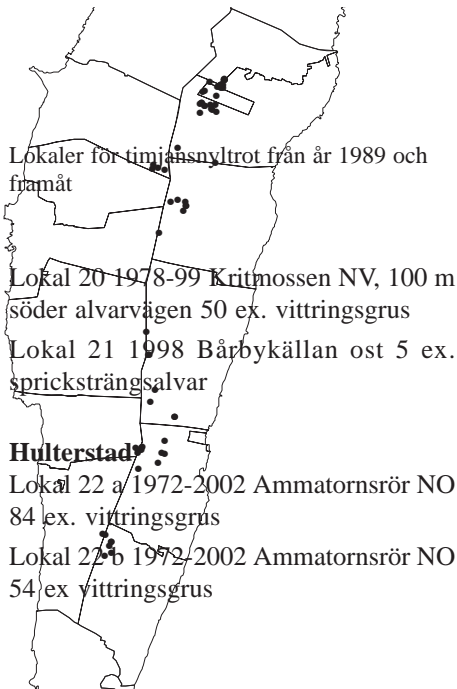 Lokaler för timjansnyltrot från år 1989 och
framåt
Lokal 20 1978-99 Kritmossen NV, 100 m
söder alvarvägen 50 ex. vittringsgrus
Lokal 21 1998 Bårbykällan ost 5 ex.
spricksträngsalvar
Hulterstad
Lokal 22 a 1972-2002 Ammatornsrör NO
84 ex. vittringsgrus
Lokal 22 b 1972-2002 Ammatornsrör NO
54 ex vittringsgrus